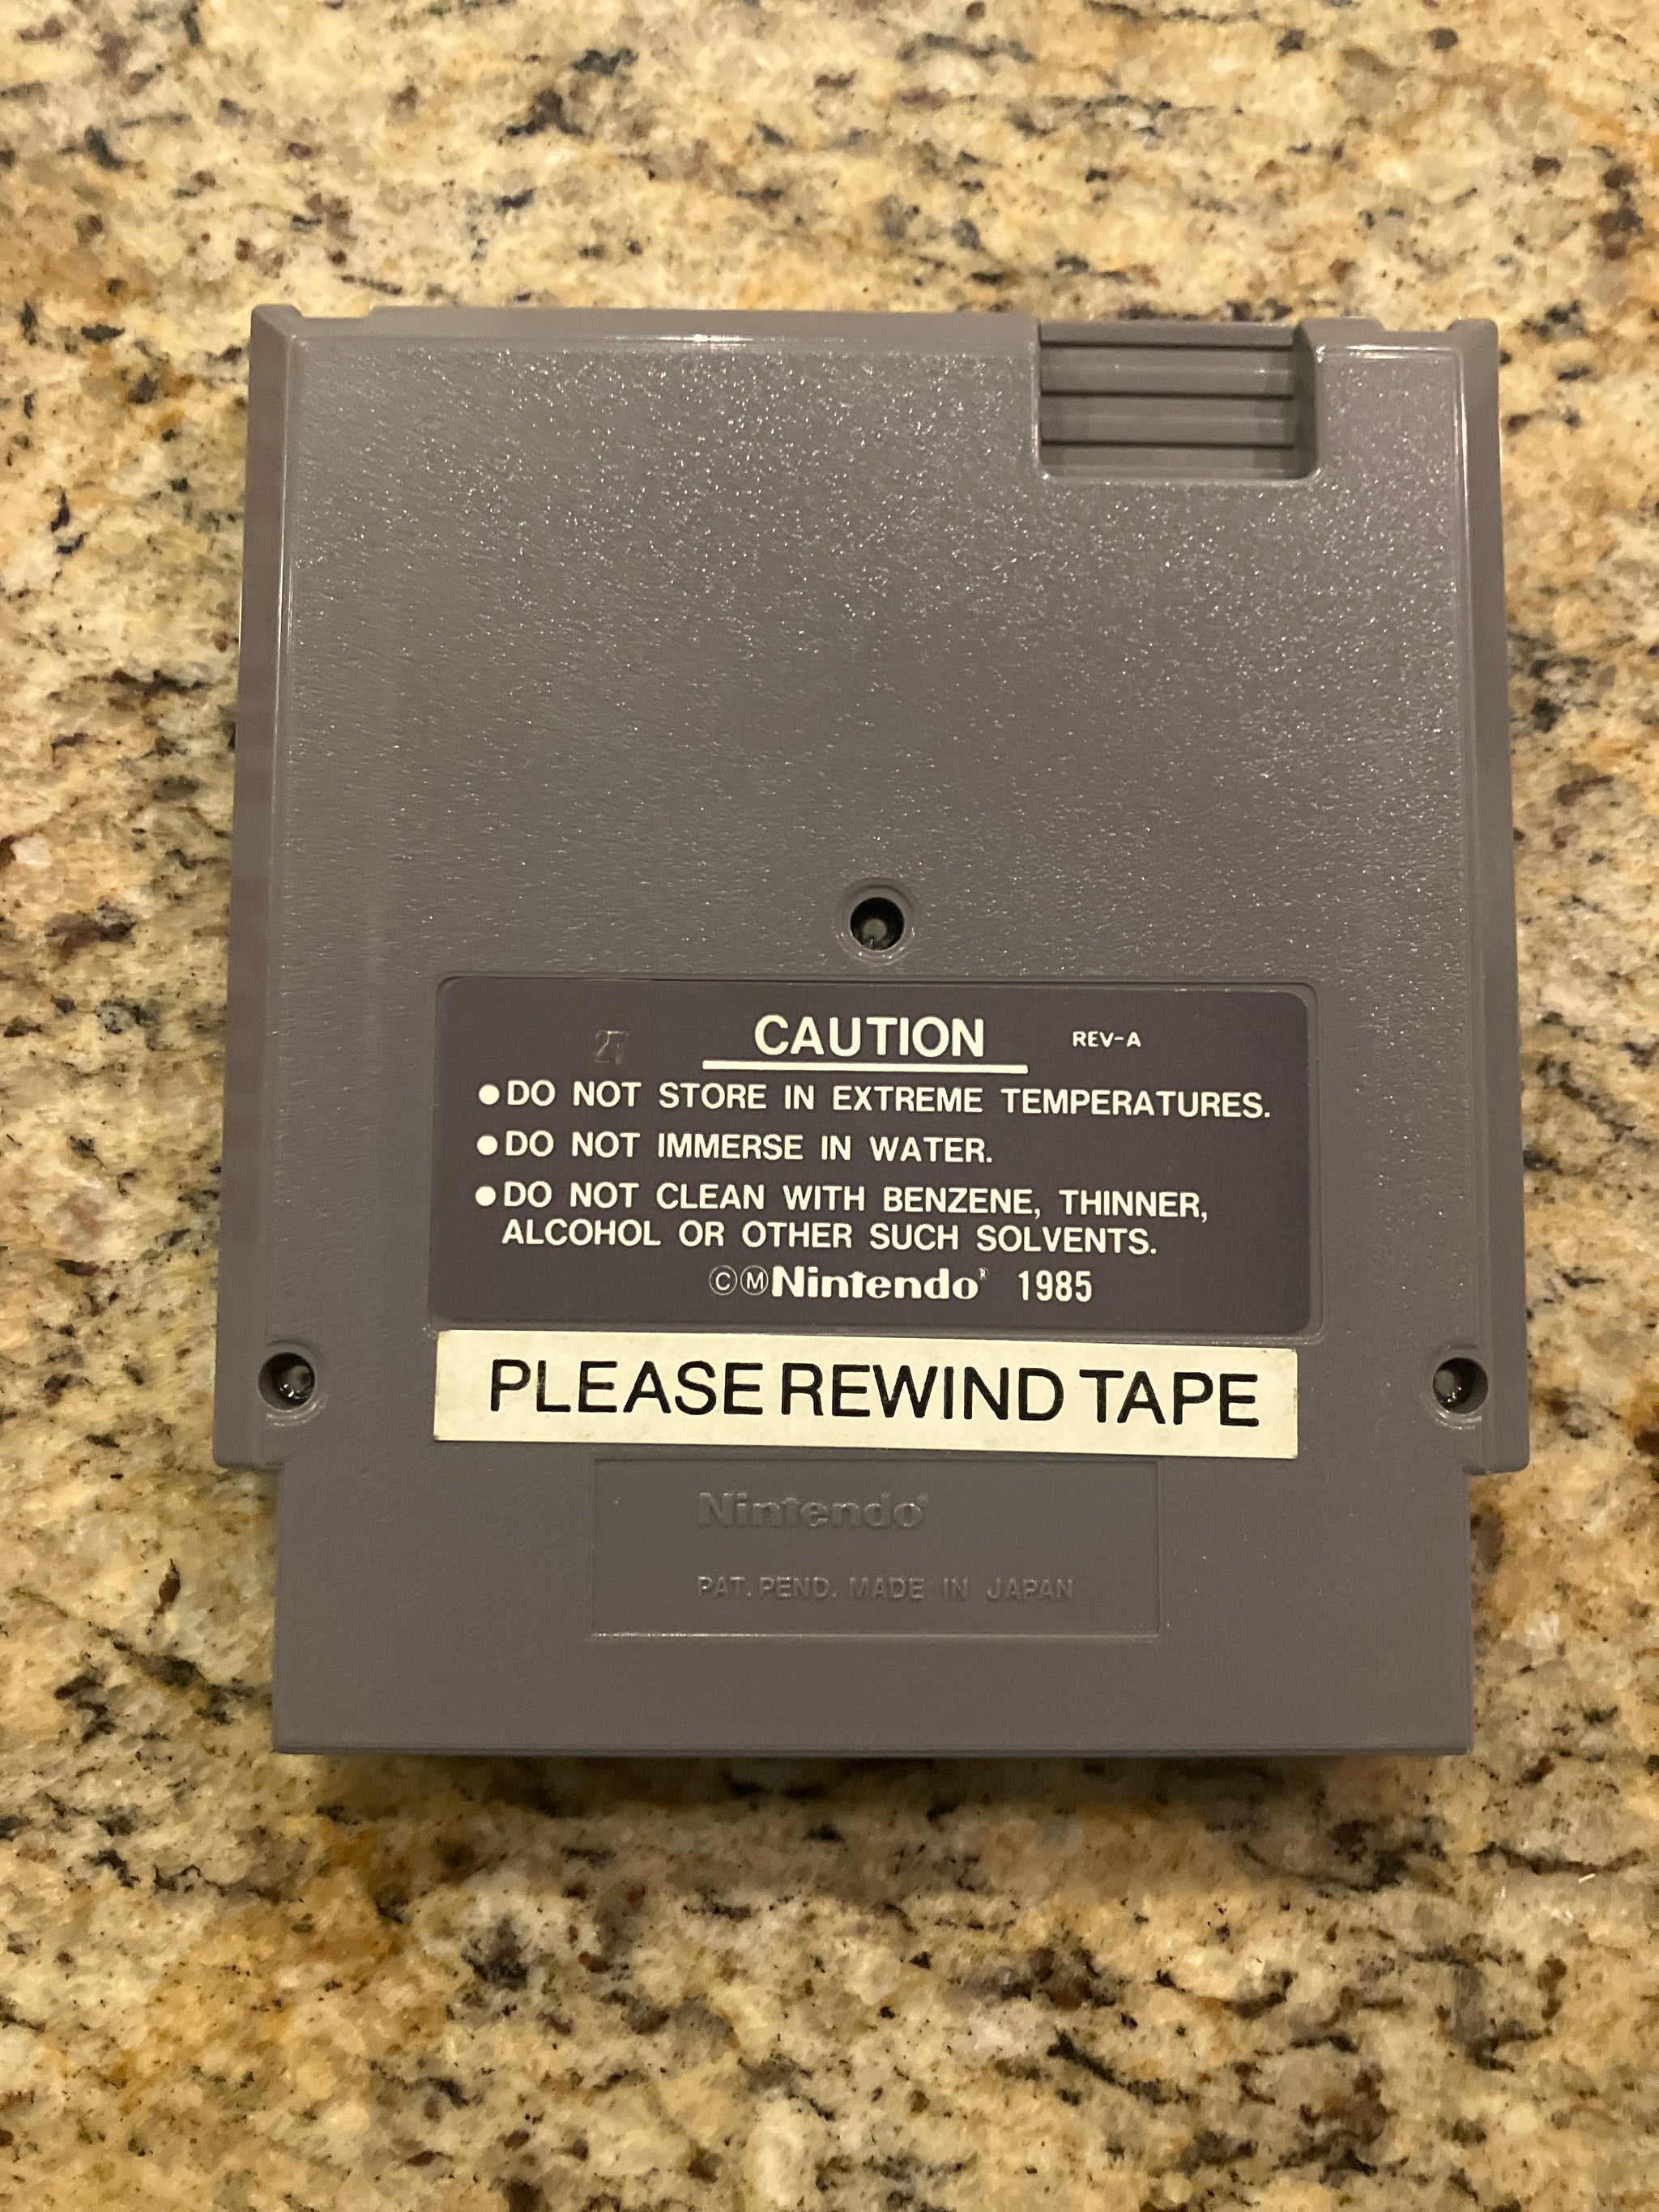 27
CAUTION REV-A
●DO NOT STORE IN EXTREME TEMPERATURES.
●DO NOT IMMERSE IN WATER.
●DO NOT CLEAN WITH BENZENE, THINNER,
ALCOHOL OR OTHER SUCH SOLVENTS.
©ⓂNintendo® 1985
PLEASE REWIND TAPE
Nintendo®
PAT. PEND. MADE IN JAPAN